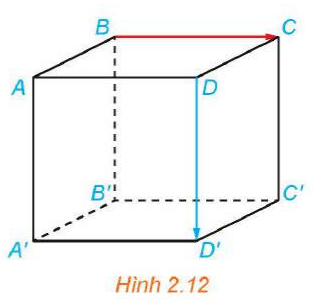 B C
A D
B′ C′
A′ D′
Hình 2.12